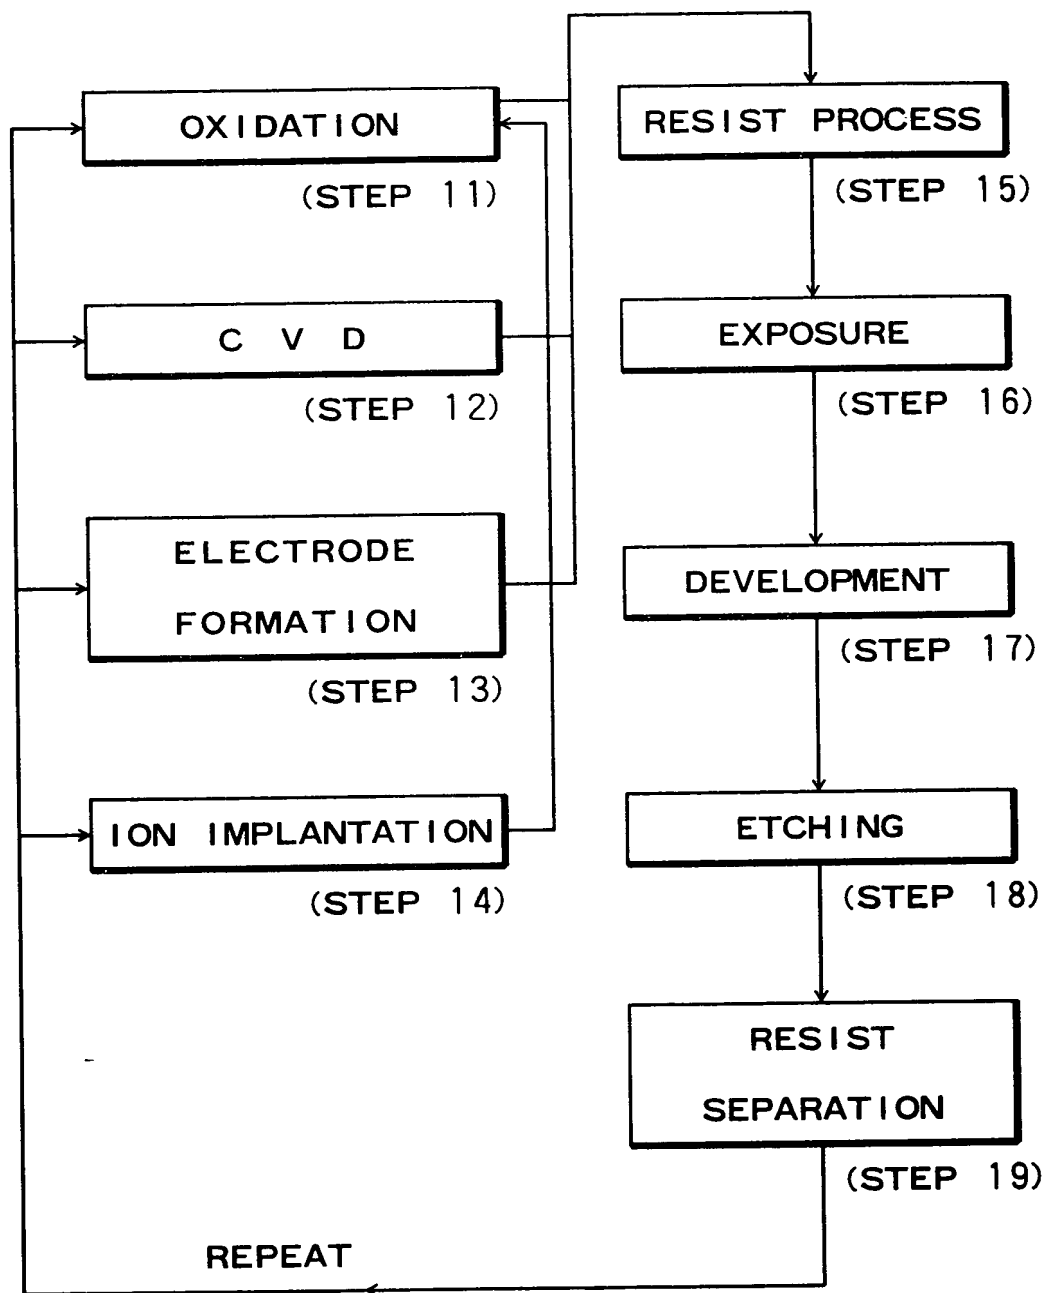 OXIDATION
(STEP 11)
CVD
(STEP 12)
ELECTRODE
FORMATION
(STEP 13)
ION IMPLANTATION
(STEP 14)
RESIST PROCESS
(STEP 15)
EXPOSURE
(STEP 16)
DEVELOPMENT
(STEP 17)
ETCHING
(STEP 18)
RESIST
SEPARATION
(STEP 19)
REPEAT